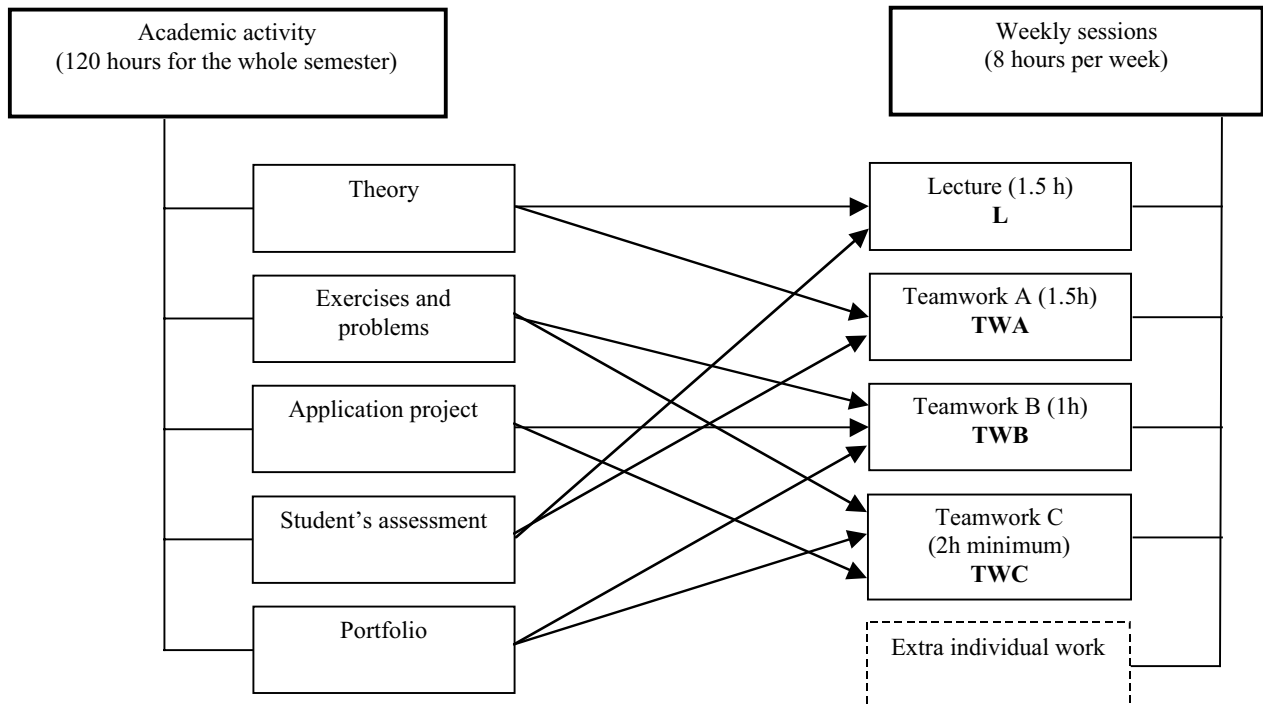 Academic activity
(120 hours for the whole semester)
Weekly sessions
(8 hours per week)
Theory
Exercises and
problems
Application project
Student’s assessment
Portfolio
Lecture (1.5 h)
L
Teamwork A (1.5h)
TWA
Teamwork B (1h)
TWB
Teamwork C
(2h minimum)
TWC
Extra individual work